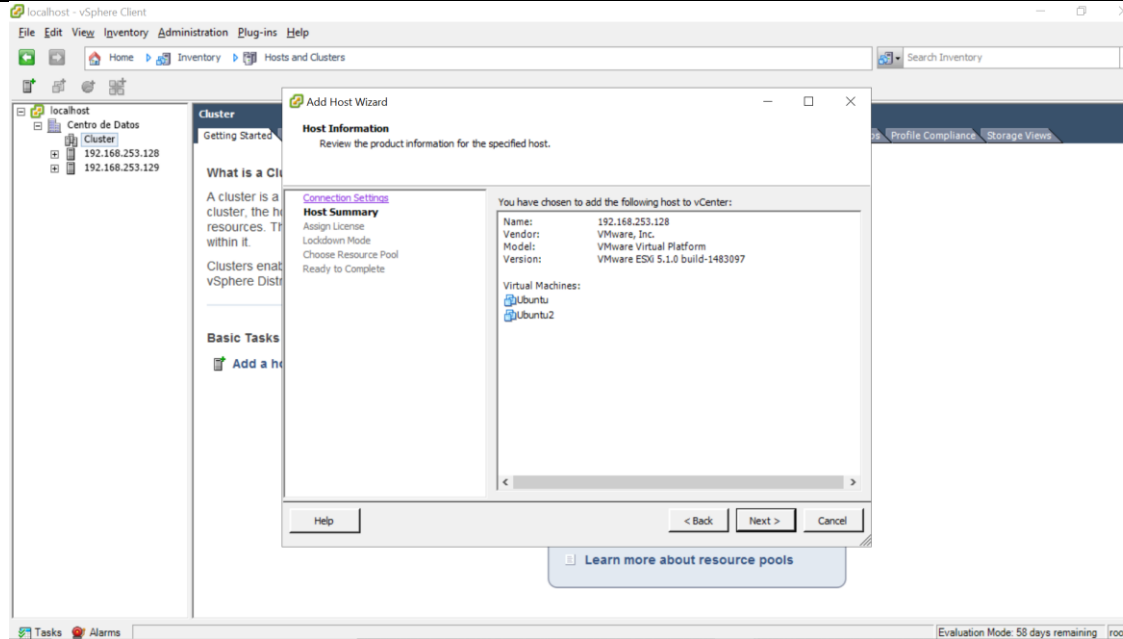 localhost - vSphere Client
File Edit View Inventory Administration Plug-ins Help
Home Inventory Hosts and Clusters
Search Inventory
localhost
Centro de Datos
Cluster
192.168.253.128
192.168.253.129
Cluster
Getting Started
Profile Compliance Storage Views
What is a
A cluster is a
cluster, the
resources.
within it.
Clusters
vSphere
Basic Tasks
Add a
Add Host Wizard
Host Information
Review the product information for the specified host.
Connection Settings
Host Summary
Assign License
Lockdown Mode
Choose Resource Pool
Ready to Complete
You have chosen to add the following host to vCenter:
Name: 192.168.253.128
Vendor: VMware, Inc.
Model: VMware Virtual Platform
Version: VMware ESXi 5.1.0 build-1483097
Virtual Machines:
Ubuntu
Ubuntu2
Help < Back Next > Cancel
Learn more about resource pools
Tasks Alarms
Evaluation Mode: 58 days remaining